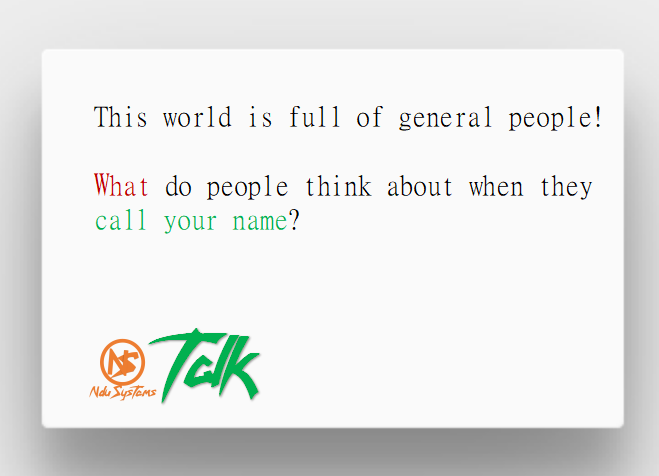 This world is full of general people!
What do people think about when they
call your name?
NS
Ndu SysTems
Talk